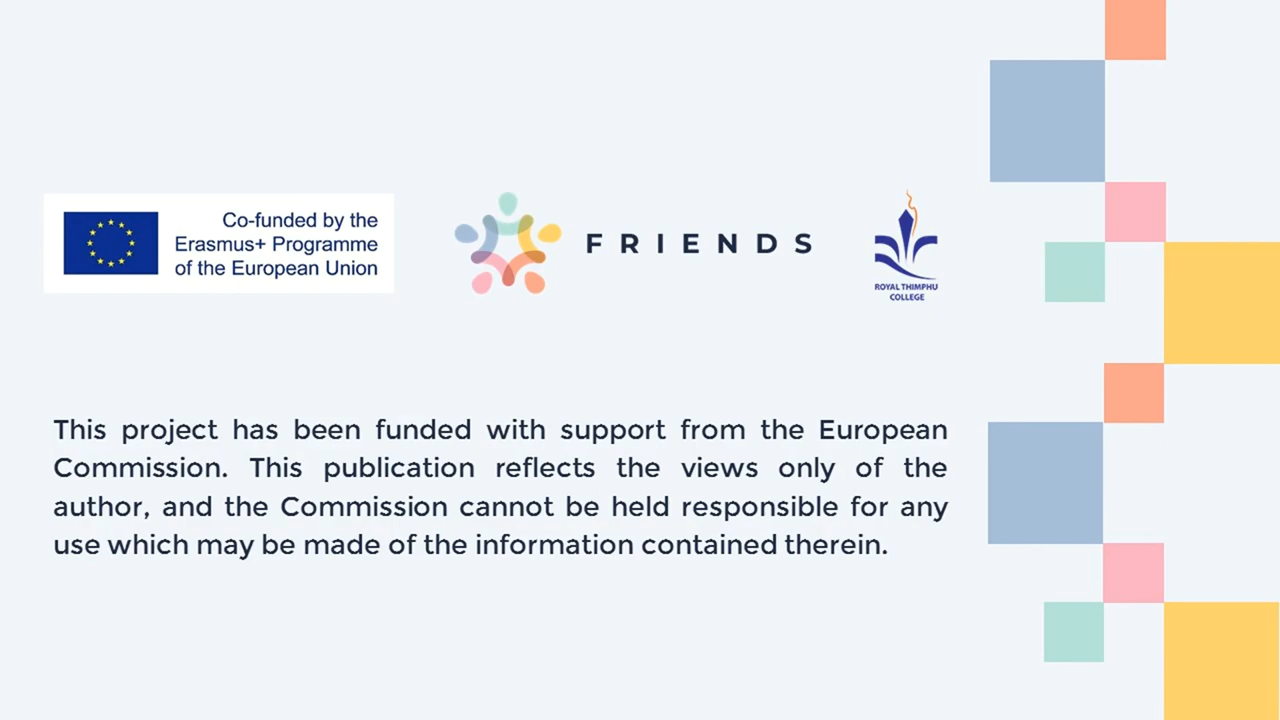 Co-funded by the
Erasmus+ Programme
of the European Union
FRIENDS
ROYAL THIMPHU
COLLEGE
This project has been funded with support from the European
Commission. This publication reflects the views only of the
author, and the Commission cannot be held responsible for any
use which may be made of the information contained therein.